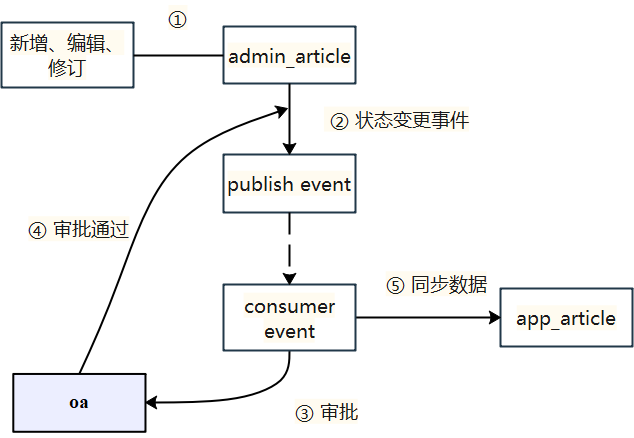 ①
新增、编辑、
修订
admin_article
② 状态变更事件
publish event
④ 审批通过
consumer
event
⑤ 同步数据
app_article
oa
③ 审批